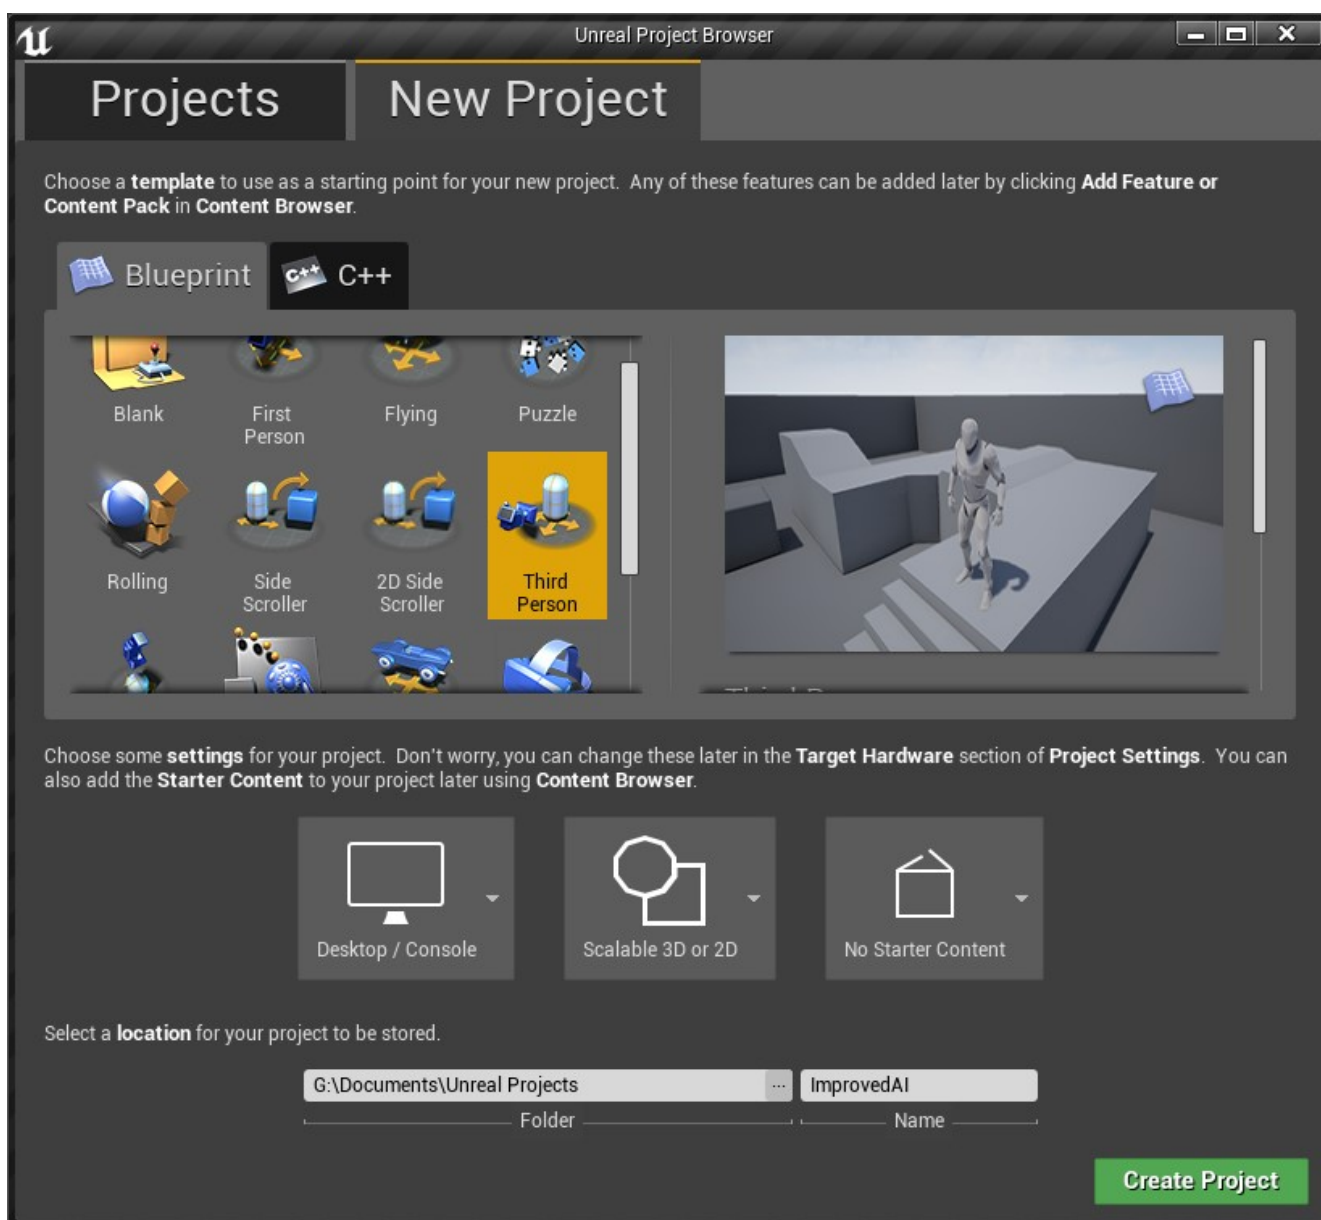 Unreal Project Browser
Projects
New Project
Choose a template to use as a starting point for your new project.  Any of these features can be added later by clicking Add Feature or
Content Pack in Content Browser.
Blueprint
C++
C++
Blank
First
Person
Flying
Puzzle
Rolling
Side
Scroller
2D Side
Scroller
Third
Person
Choose some settings for your project.  Don't worry, you can change these later in the Target Hardware section of Project Settings.  You can
also add the Starter Content to your project later using Content Browser.
Desktop / Console
Scalable 3D or 2D
No Starter Content
Select a location for your project to be stored.
G:\Documents\Unreal Projects
...
ImprovedAI
Folder
Name
Create Project